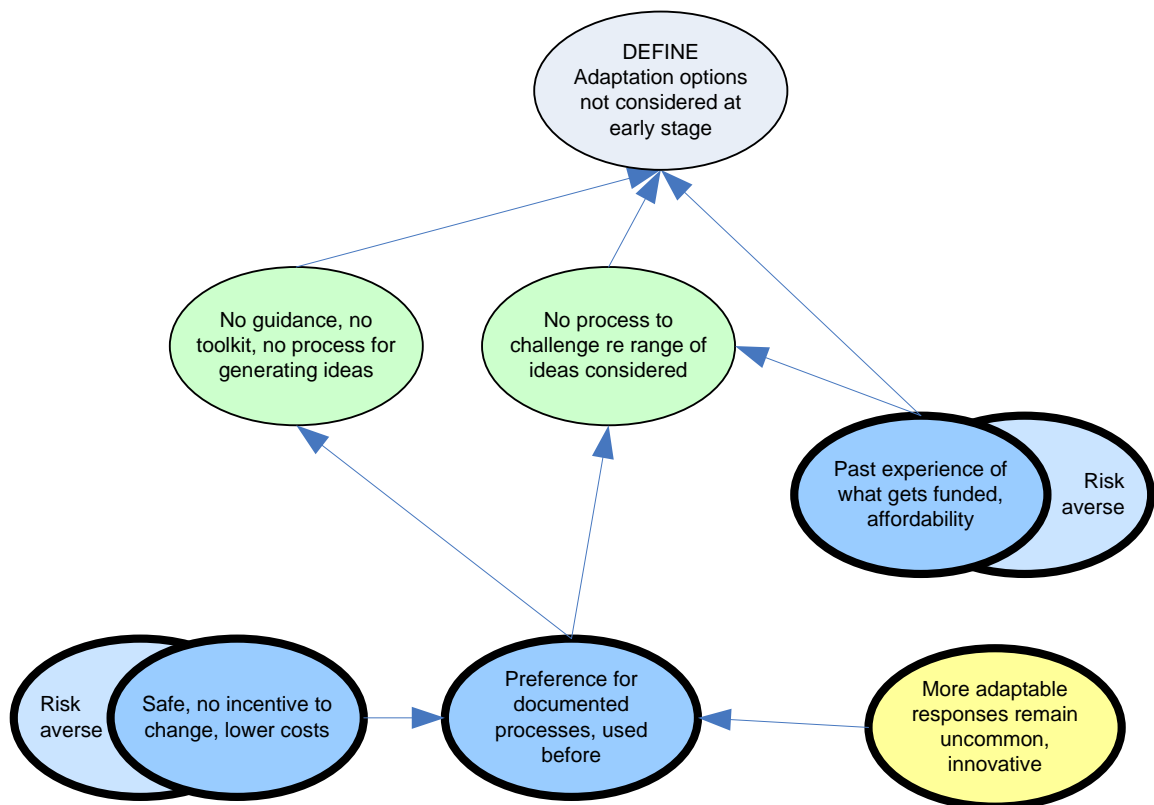 DEFINE
Adaptation options
not considered at
early stage
No guidance, no
toolkit, no process for
generating ideas
No process to
challenge re range of
ideas considered
Past experience of
what gets funded,
affordability
Risk
averse
Risk
averse
Safe, no incentive to
change, lower costs
Preference for
documented
processes, used
before
More adaptable
responses remain
uncommon,
innovative